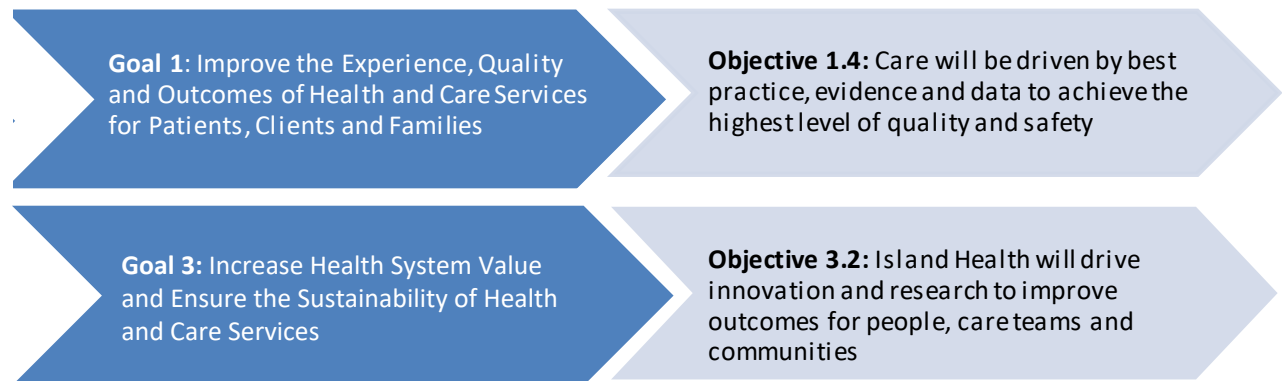 Goal 1: Improve the Experience, Quality
and Outcomes of Health and Care Services
for Patients, Clients and Families
Objective 1.4: Care will be driven by best
practice, evidence and data to achieve the
highest level of quality and safety
Goal 3: Increase Health System Value
and Ensure the Sustainability of Health
and Care Services
Objective 3.2: Island Health will drive
innovation and research to improve
outcomes for people, care teams and
communities